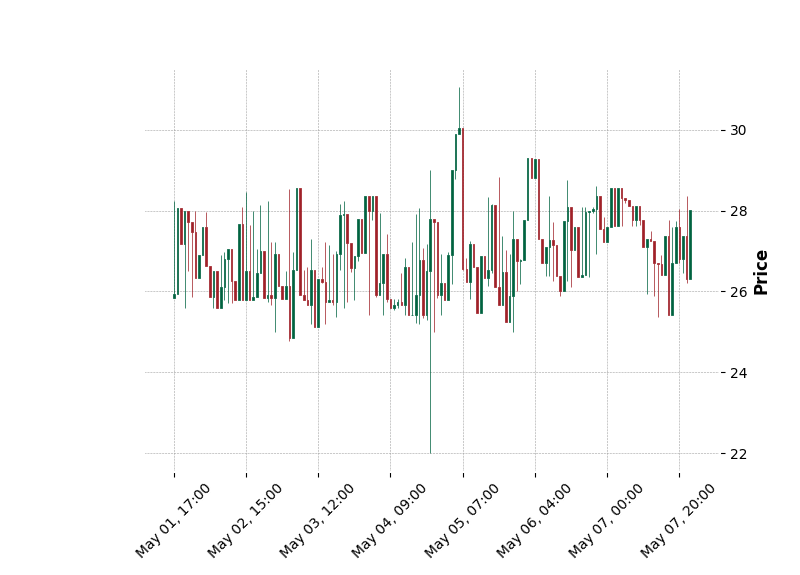 30
28
26
24
22
Price
May 01, 17:00
May 02, 15:00
May 03, 12:00
May 04, 09:00
May 05, 07:00
May 06, 04:00
May 07, 00:00
May 07, 20:00